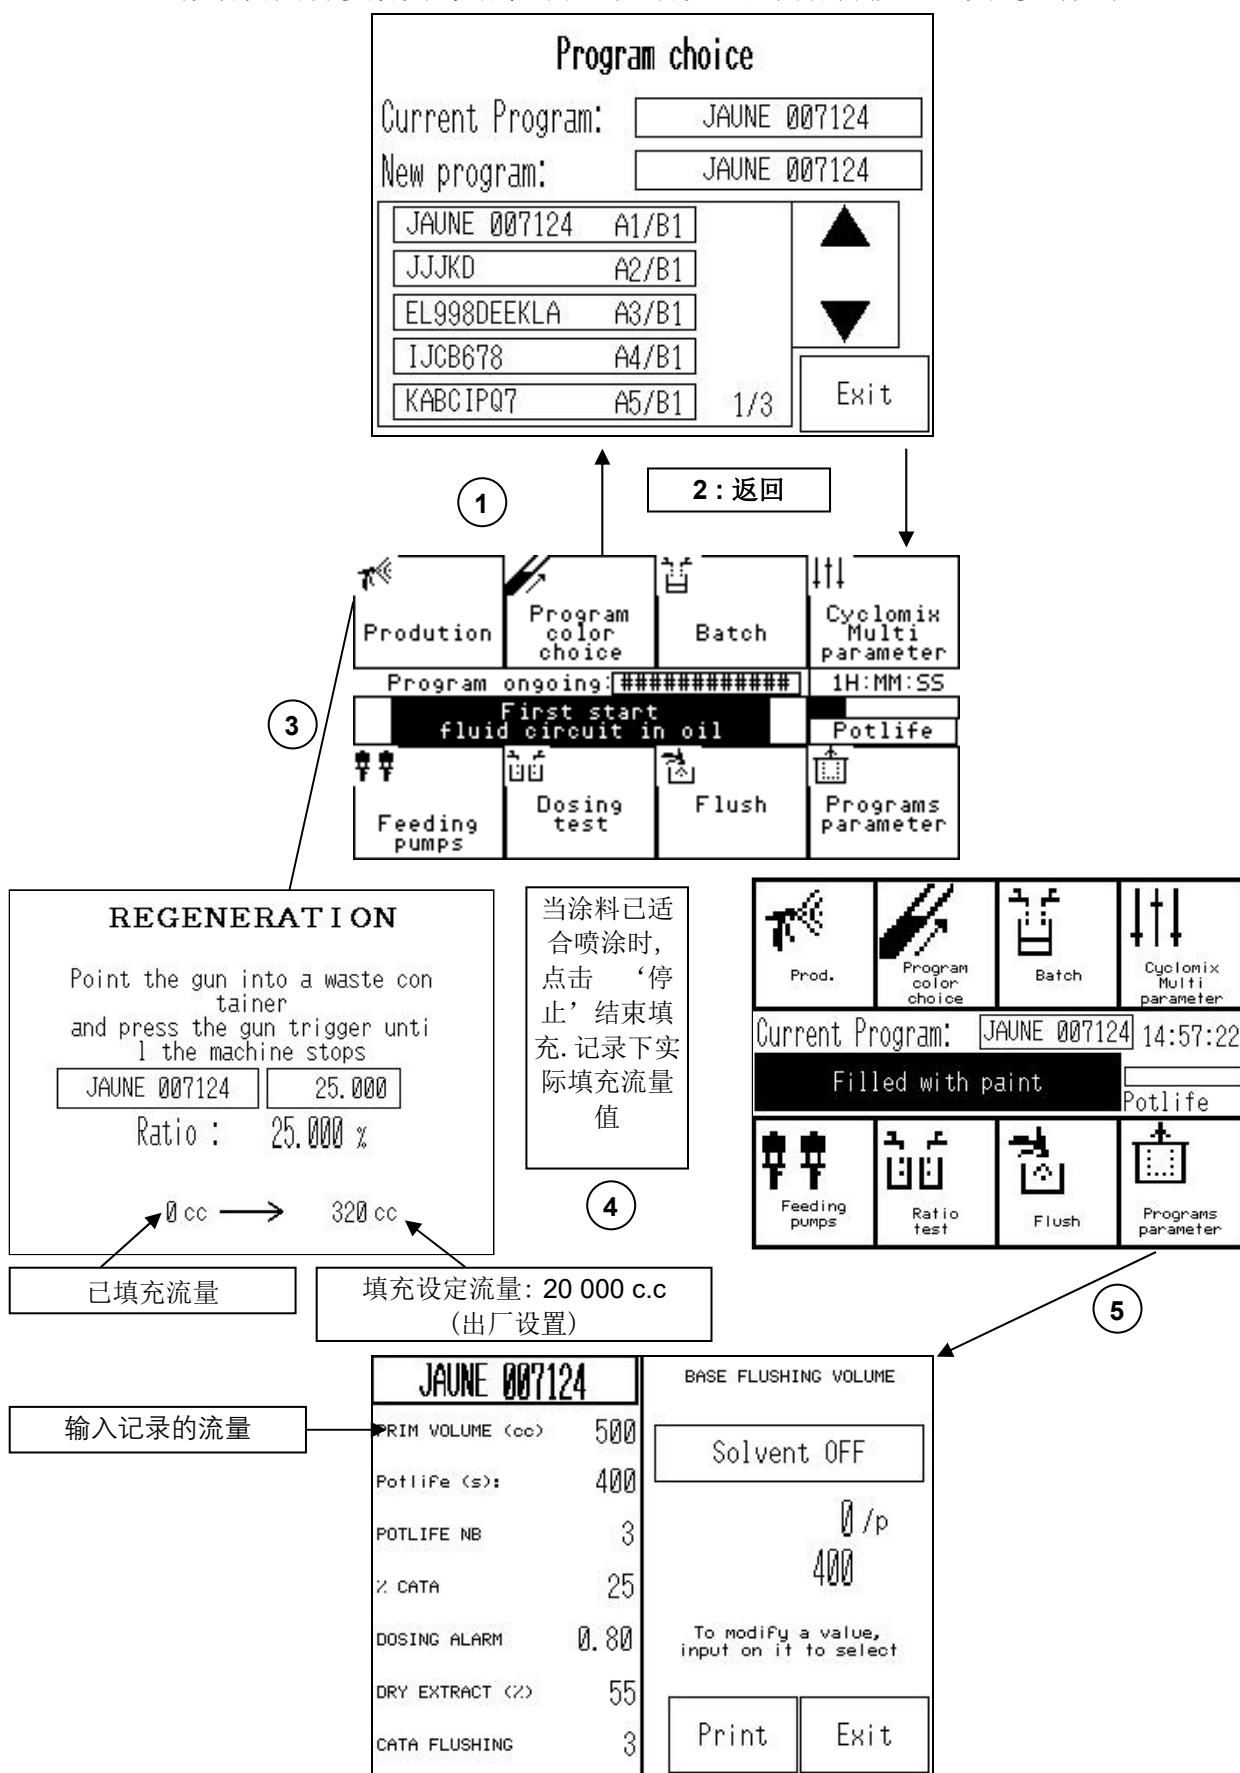 Program choice
Current Program: JAUNE 007124
New program: JAUNE 007124
JAUNE 007124 A1/B1
JJJKD A2/B1
EL998DEEKLA A3/B1
IJCB678 A4/B1
KABCIPQ7 A5/B1
1/3
Exit
1
2 : 返回
Prodution
Program
color
choice
Batch
Cyclomix
Multi
parameter
Program ongoing: ############
1H:MM:SS
First start
fluid circuit in oil
Potlife
3
Feeding
pumps
Dosing
test
Flush
Programs
parameter
REGENERATION
Point the gun into a waste con
tainer
and press the gun trigger unti
l the machine stops
JAUNE 007124 25.000
Ratio : 25.000 %
0 cc 320 cc
已填充流量
填充设定流量: 20 000 c.c
(出厂设置)
当涂料已适
合喷涂时,
点击 ‘停
止’结束填
充. 记录下实
际填充流量
值
4
Prod.
Program
color
choice
Batch
Cyclomix
Multi
parameter
Current Program: JAUNE 007124 14:57:22
Filled with paint
Potlife
Feeding
pumps
Ratio
test
Flush
Programs
parameter
5
输入记录的流量
JAUNE 007124
PRIM VOLUME (cc) 500
Potlife (s): 400
POTLIFE NB 3
% CATA 25
DOSING ALARM 0.80
DRY EXTRACT (%) 55
CATA FLUSHING 3
BASE FLUSHING VOLUME
Solvent OFF
0 /p
400
To modify a value,
input on it to select
Print
Exit